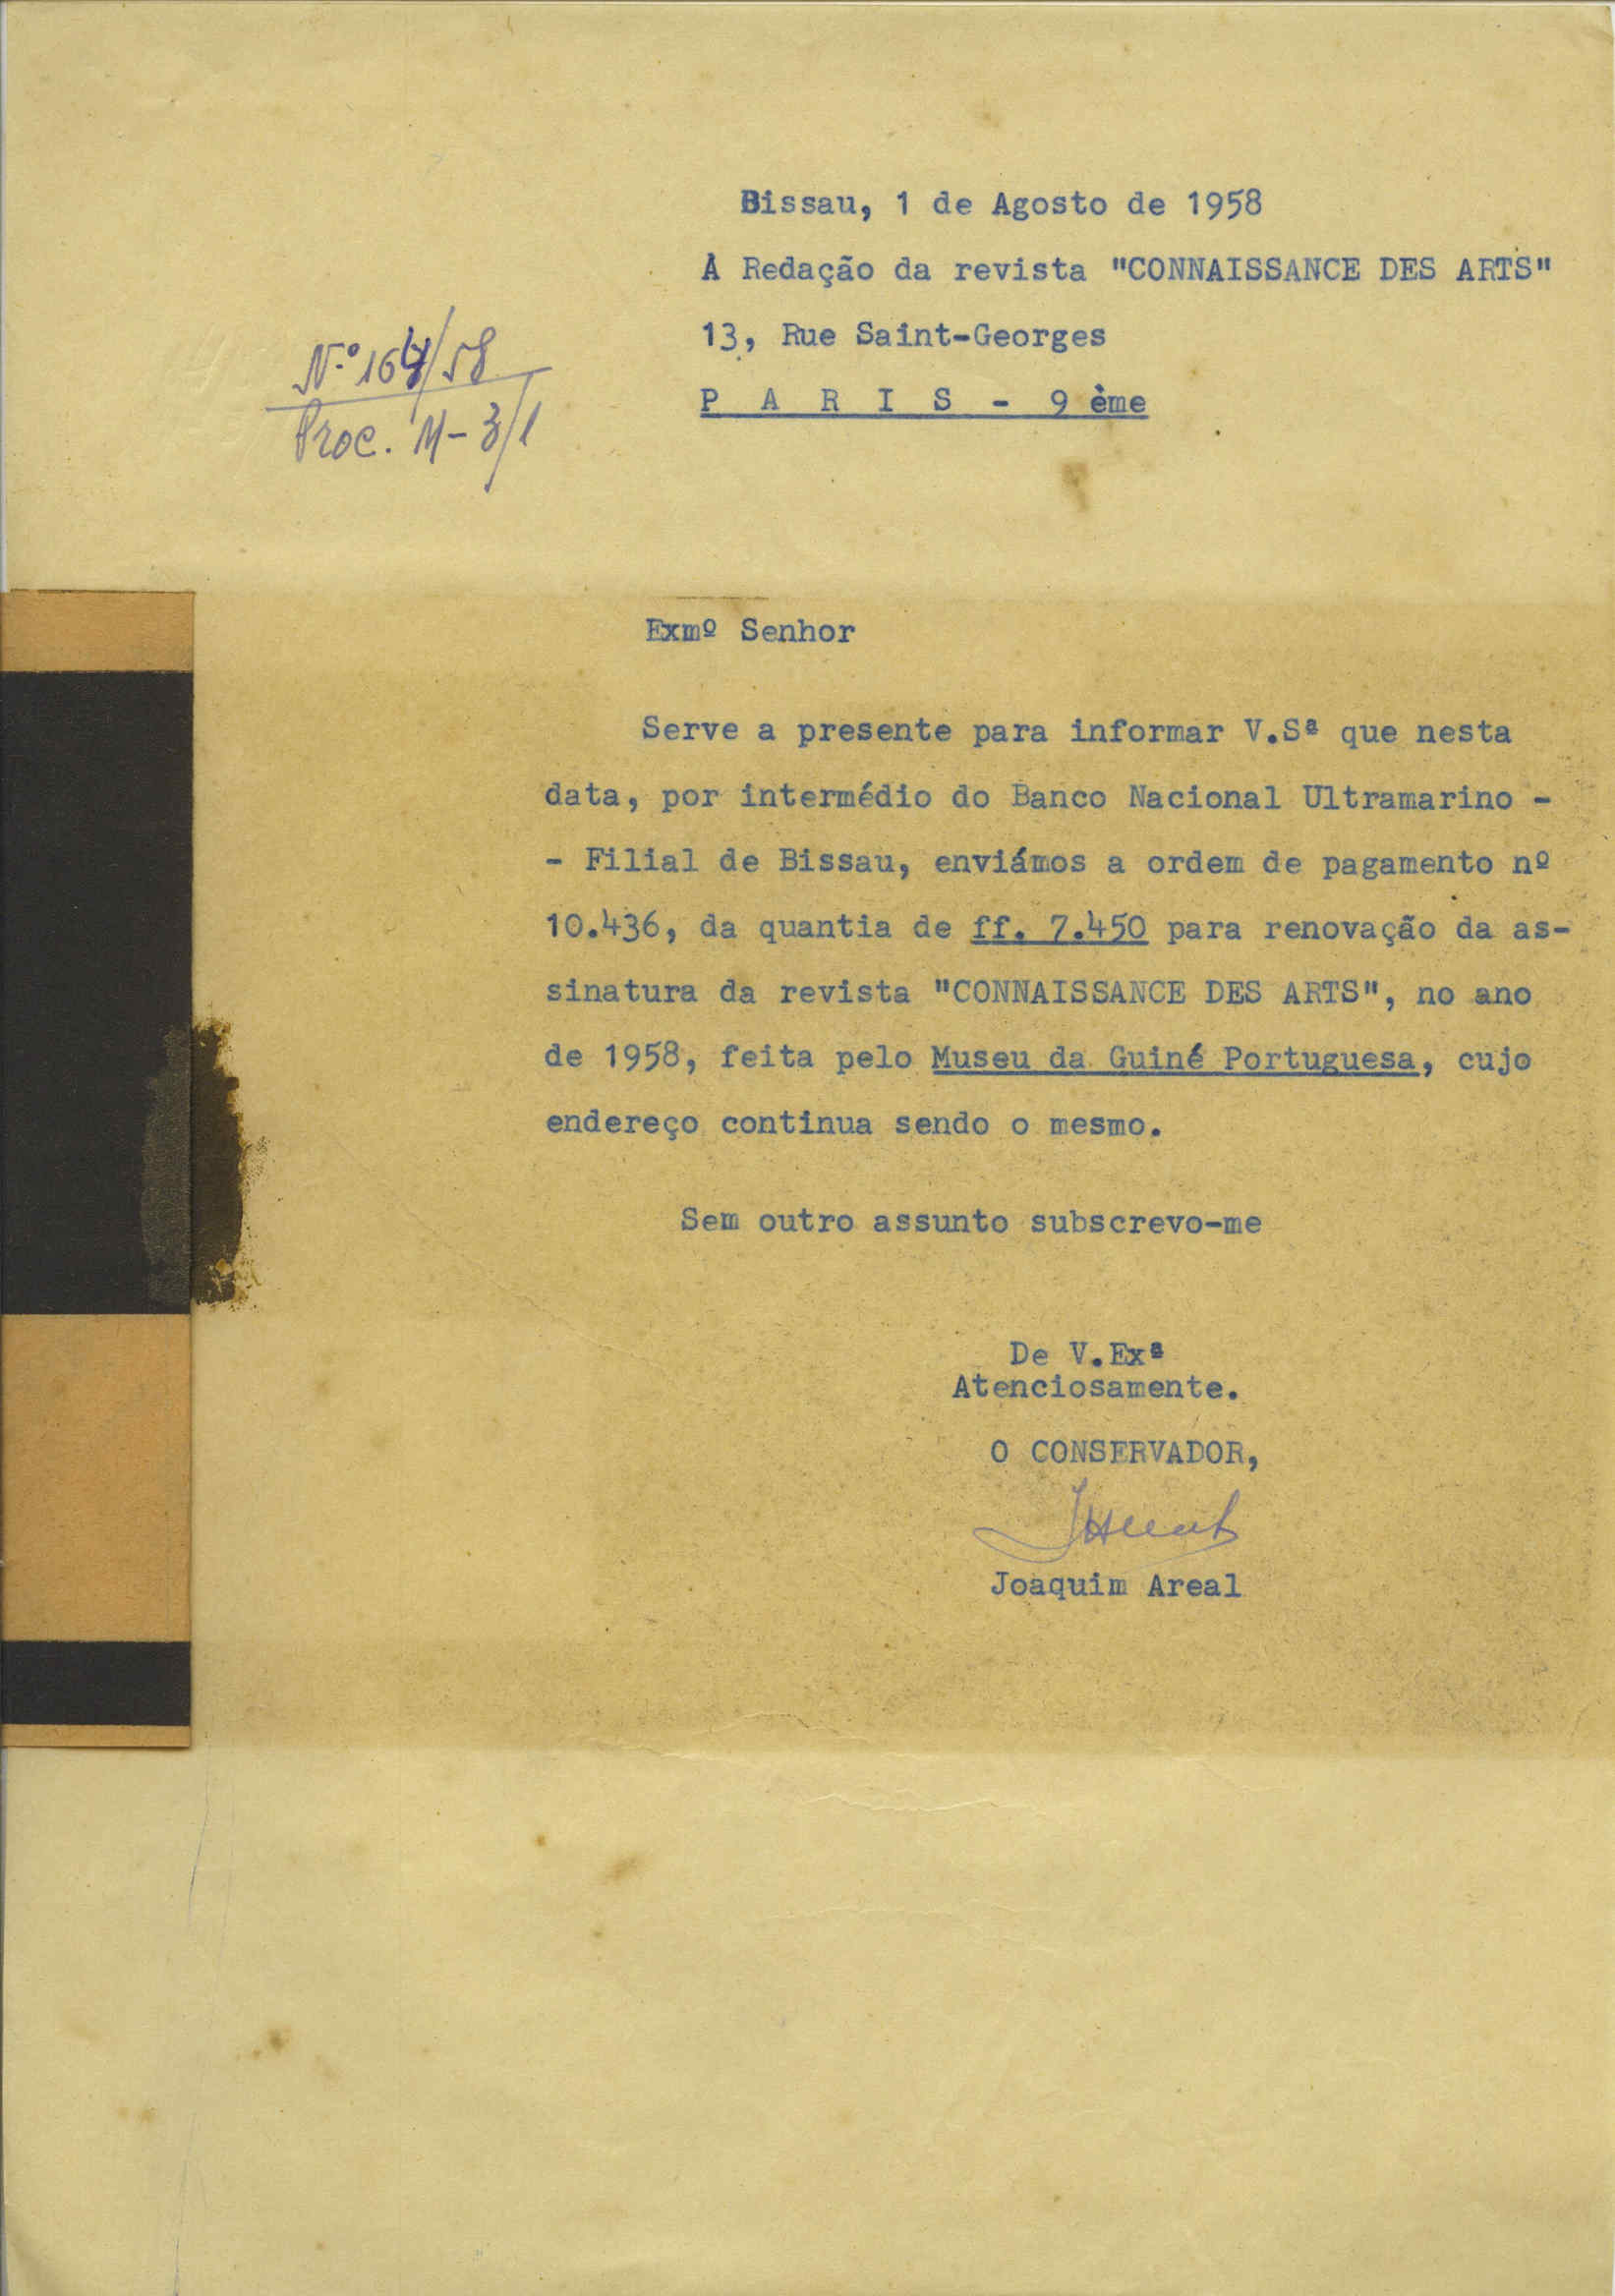 Bissau, 1 de Agosto de 1958
À Redação da revista "CONNAISSANCE DES ARTS"
13, Rue Saint-Georges
P A R I S - 9 ème
Proc. M-3/1
Exmº Senhor
Serve a presente para informar V.Sª que nesta
data, por intermédio do Banco Nacional Ultramarino -
- Filial de Bissau, enviámos a ordem de pagamento nº
10.436, da quantia de ff. 7.450 para renovação da as-
sinatura da revista "CONNAISSANCE DES ARTS", no ano
de 1958, feita pelo Museu da Guiné Portuguesa, cujo
endereço continua sendo o mesmo.
Sem outro assunto subscrevo-me
De V.Exª
Atenciosamente.
O CONSERVADOR,
Joaquim Areal